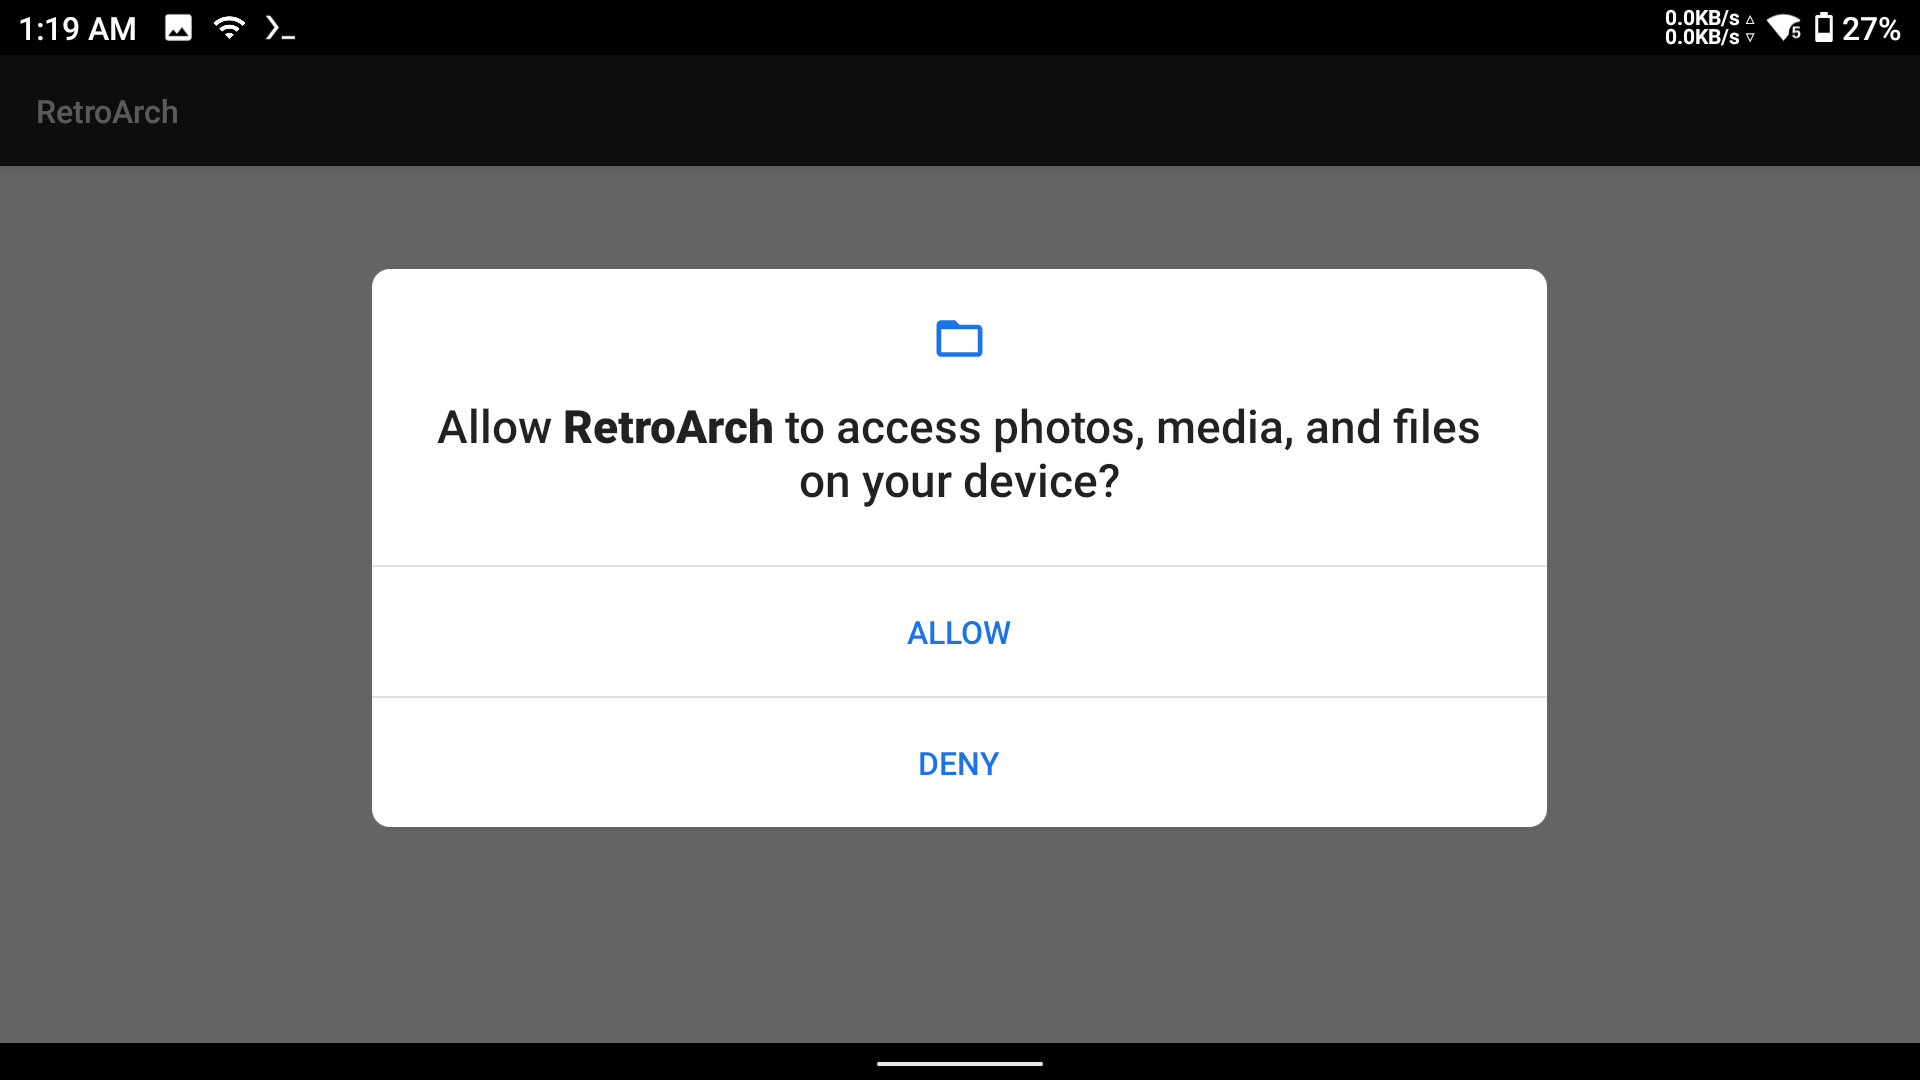 1:19 AM
0.0KB/s
0.0KB/s
5
27%
RetroArch
Allow RetroArch to access photos, media, and files
on your device?
ALLOW
DENY